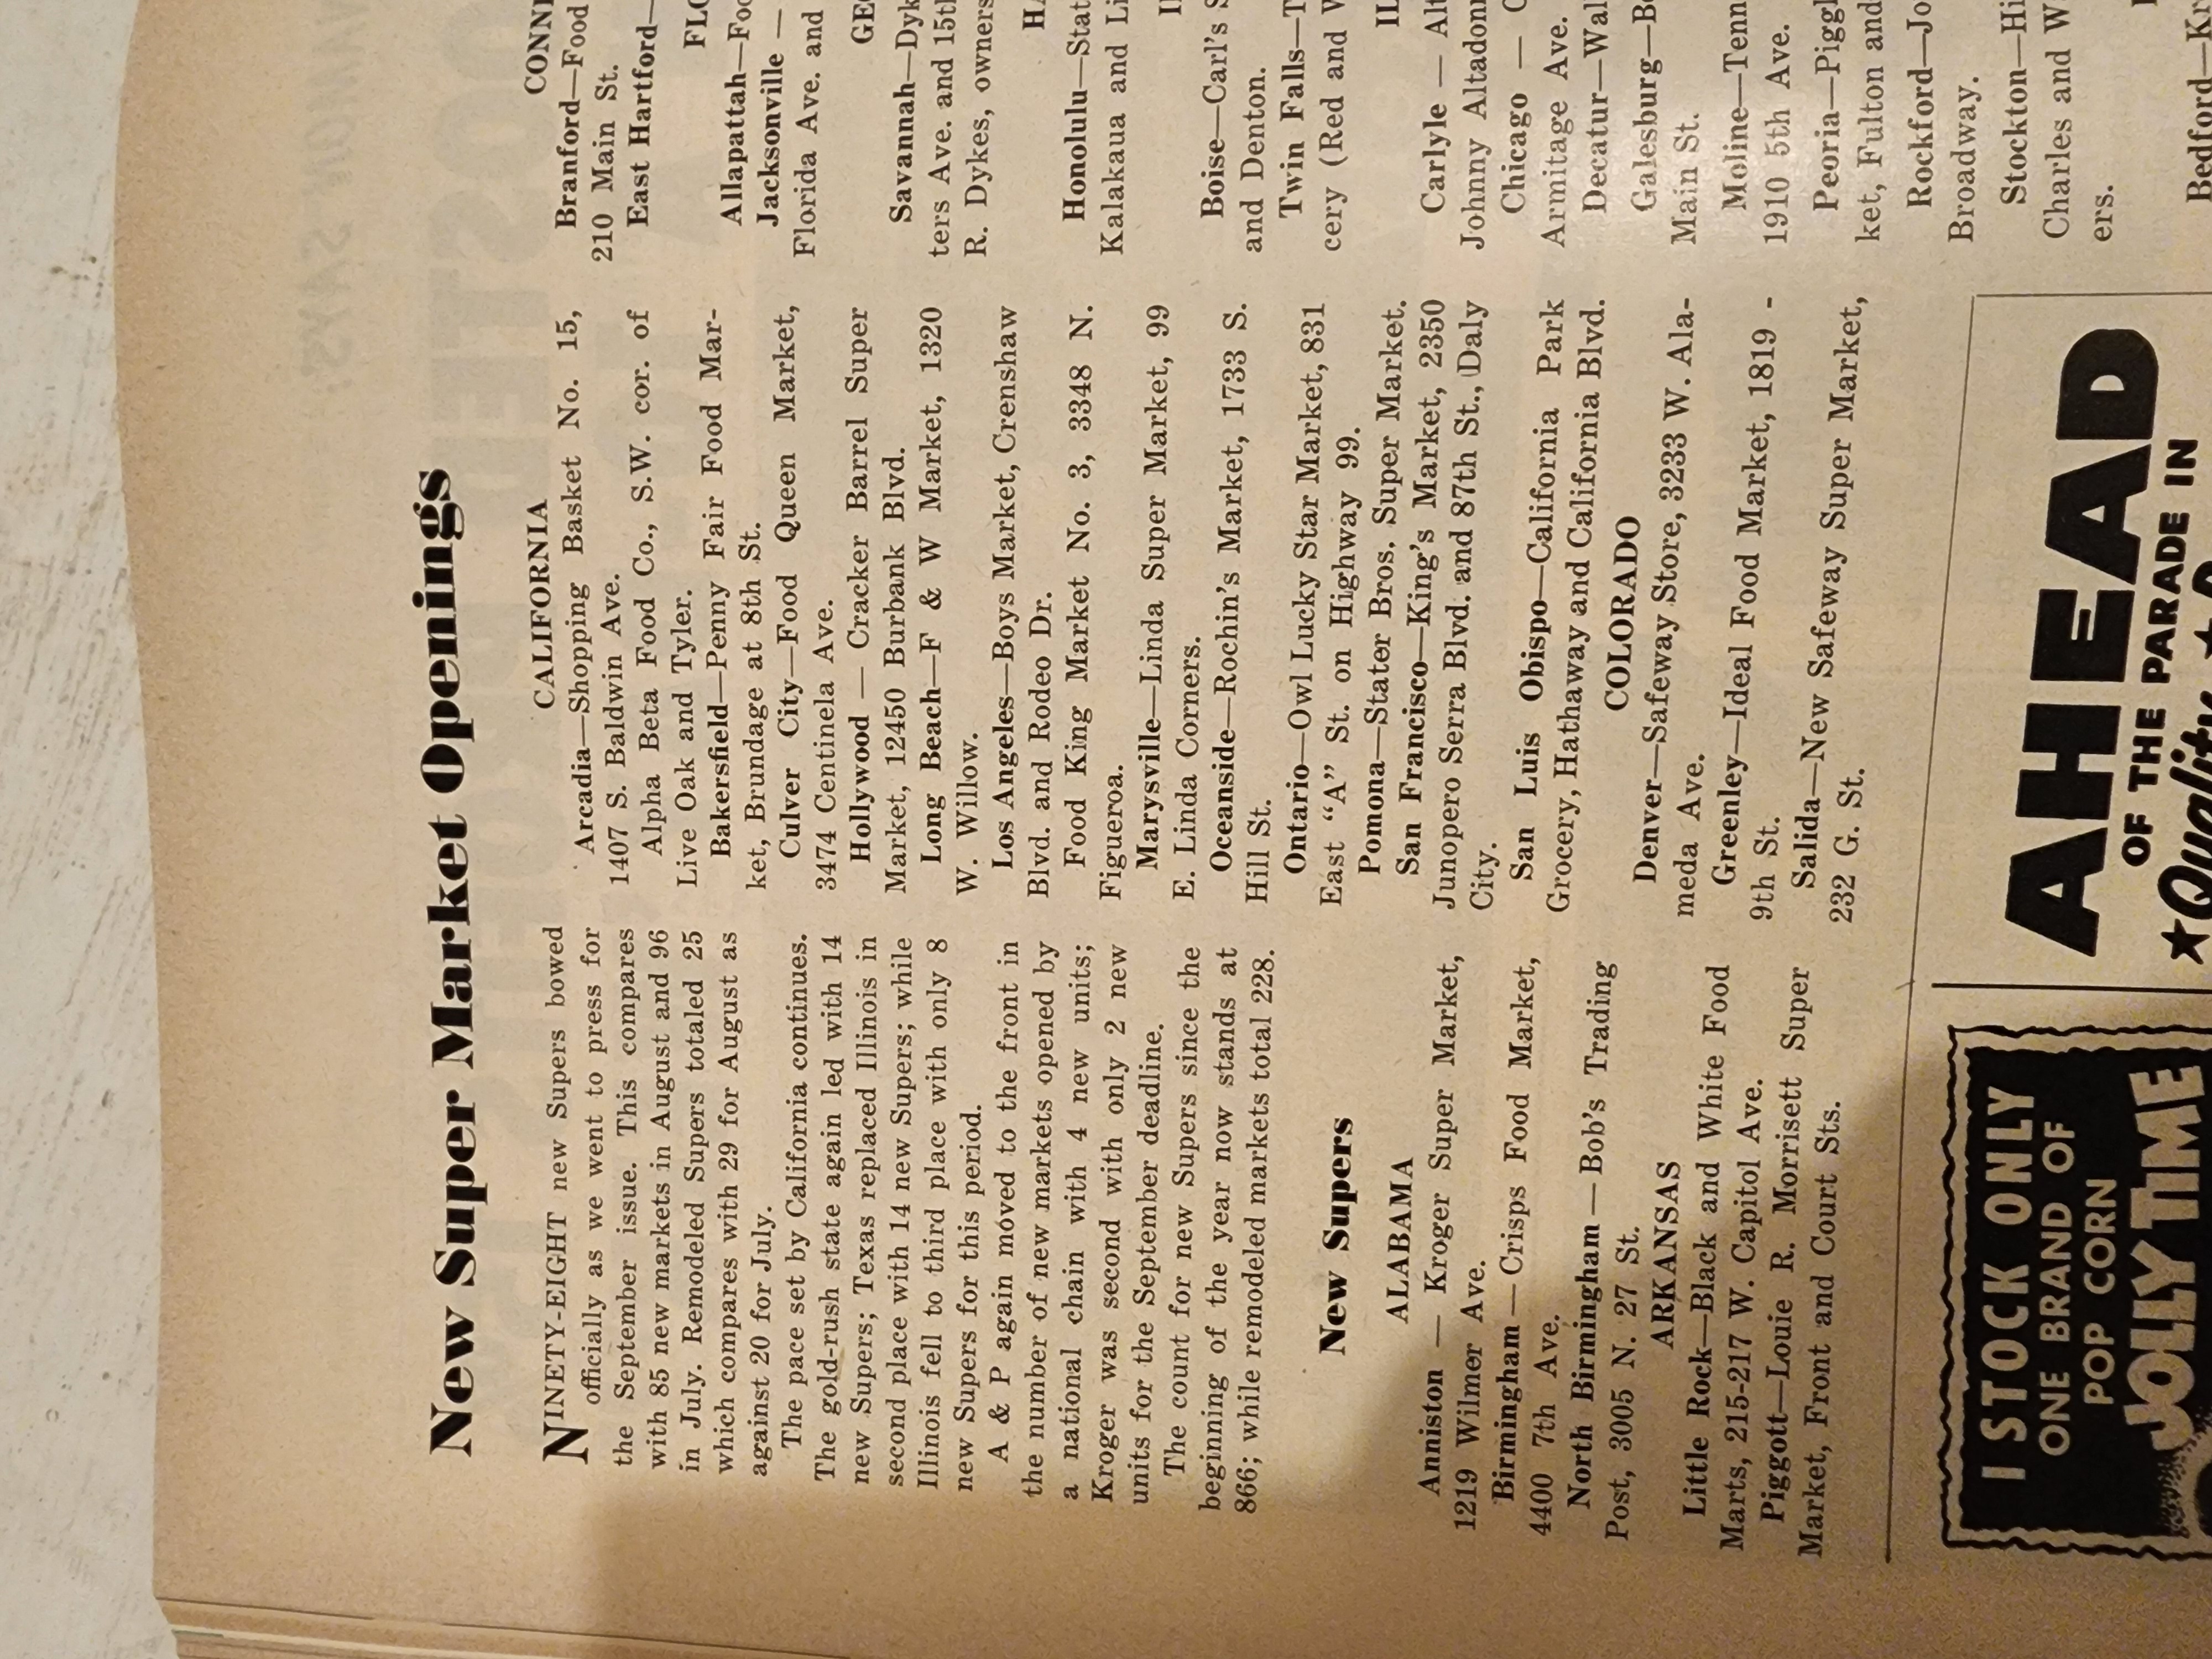 New Super Market Openings
NINETY-EIGHT new Supers bowed
officially as we went to press for
the September issue. This compares
with 85 new markets in August and 96
in July. Remodeled Supers totaled 25
which compares with 29 for August as
against 20 for July.
The pace set by California continues.
The gold-rush state again led with 14
new Supers; Texas replaced Illinois in
second place with 14 new Supers; while
Illinois fell to third place with only 8
new Supers for this period.
A & P again moved to the front in
the number of new markets opened by
a national chain with 4 new units;
Kroger was second with only 2 new
units for the September deadline.
The count for new Supers since the
beginning of the year now stands at
866; while remodeled markets total 228.
New Supers
ALABAMA
Anniston — Kroger Super Market,
1219 Wilmer Ave.
Birmingham — Crisps Food Market,
4400 7th Ave.
North Birmingham — Bob's Trading
Post, 3005 N. 27 St.
ARKANSAS
Little Rock—Black and White Food
Marts, 215-217 W. Capitol Ave.
Piggott—Louie R. Morrisett Super
Market, Front and Court Sts.
CALIFORNIA
Arcadia—Shopping Basket No. 15,
1407 S. Baldwin Ave.
Alpha Beta Food Co., S.W. cor. of
Live Oak and Tyler.
Bakersfield—Penny Fair Food Mar-
ket, Brundage at 8th St.
Culver City—Food Queen Market,
3474 Centinela Ave.
Hollywood — Cracker Barrel Super
Market, 12450 Burbank Blvd.
Long Beach—F & W Market, 1320
W. Willow.
Los Angeles—Boys Market, Crenshaw
Blvd. and Rodeo Dr.
Food King Market No. 3, 3348 N.
Figueroa.
Marysville—Linda Super Market, 99
E. Linda Corners.
Oceanside—Rochin's Market, 1733 S.
Hill St.
Ontario—Owl Lucky Star Market, 831
East "A" St. on Highway 99.
Pomona—Stater Bros. Super Market.
San Francisco—King's Market, 2350
Junopero Serra Blvd. and 87th St., Daly
City.
San Luis Obispo—California Park
Grocery, Hathaway and California Blvd.
COLORADO
Denver—Safeway Store, 3233 W. Ala-
meda Ave.
Greenley—Ideal Food Market, 1819 -
9th St.
Salida—New Safeway Super Market,
232 G. St.
CONN
Branford—Food
210 Main St.
East Hartford—
FLO
Allapattah—Foo
Jacksonville —
Florida Ave. and
GE
Savannah—Dyk
ters Ave. and 15th
R. Dykes, owners
HA
Honolulu—Stat
Kalakaua and Li
I
Boise—Carl's S
and Denton.
Twin Falls—T
cery (Red and W
IL
Carlyle — Alt
Johnny Altadonn
Chicago — C
Armitage Ave.
Decatur—Wal
Galesburg—Be
Main St.
Moline—Tenn
1910 5th Ave.
Peoria—Piggl
ket, Fulton and
Rockford—Jo
Broadway.
Stockton—Hi
Charles and W
ers.
Bedford—Kr
I STOCK ONLY
ONE BRAND OF
POP CORN
JOLLY TIME
AHEAD
OF THE PARADE IN
★Quality★